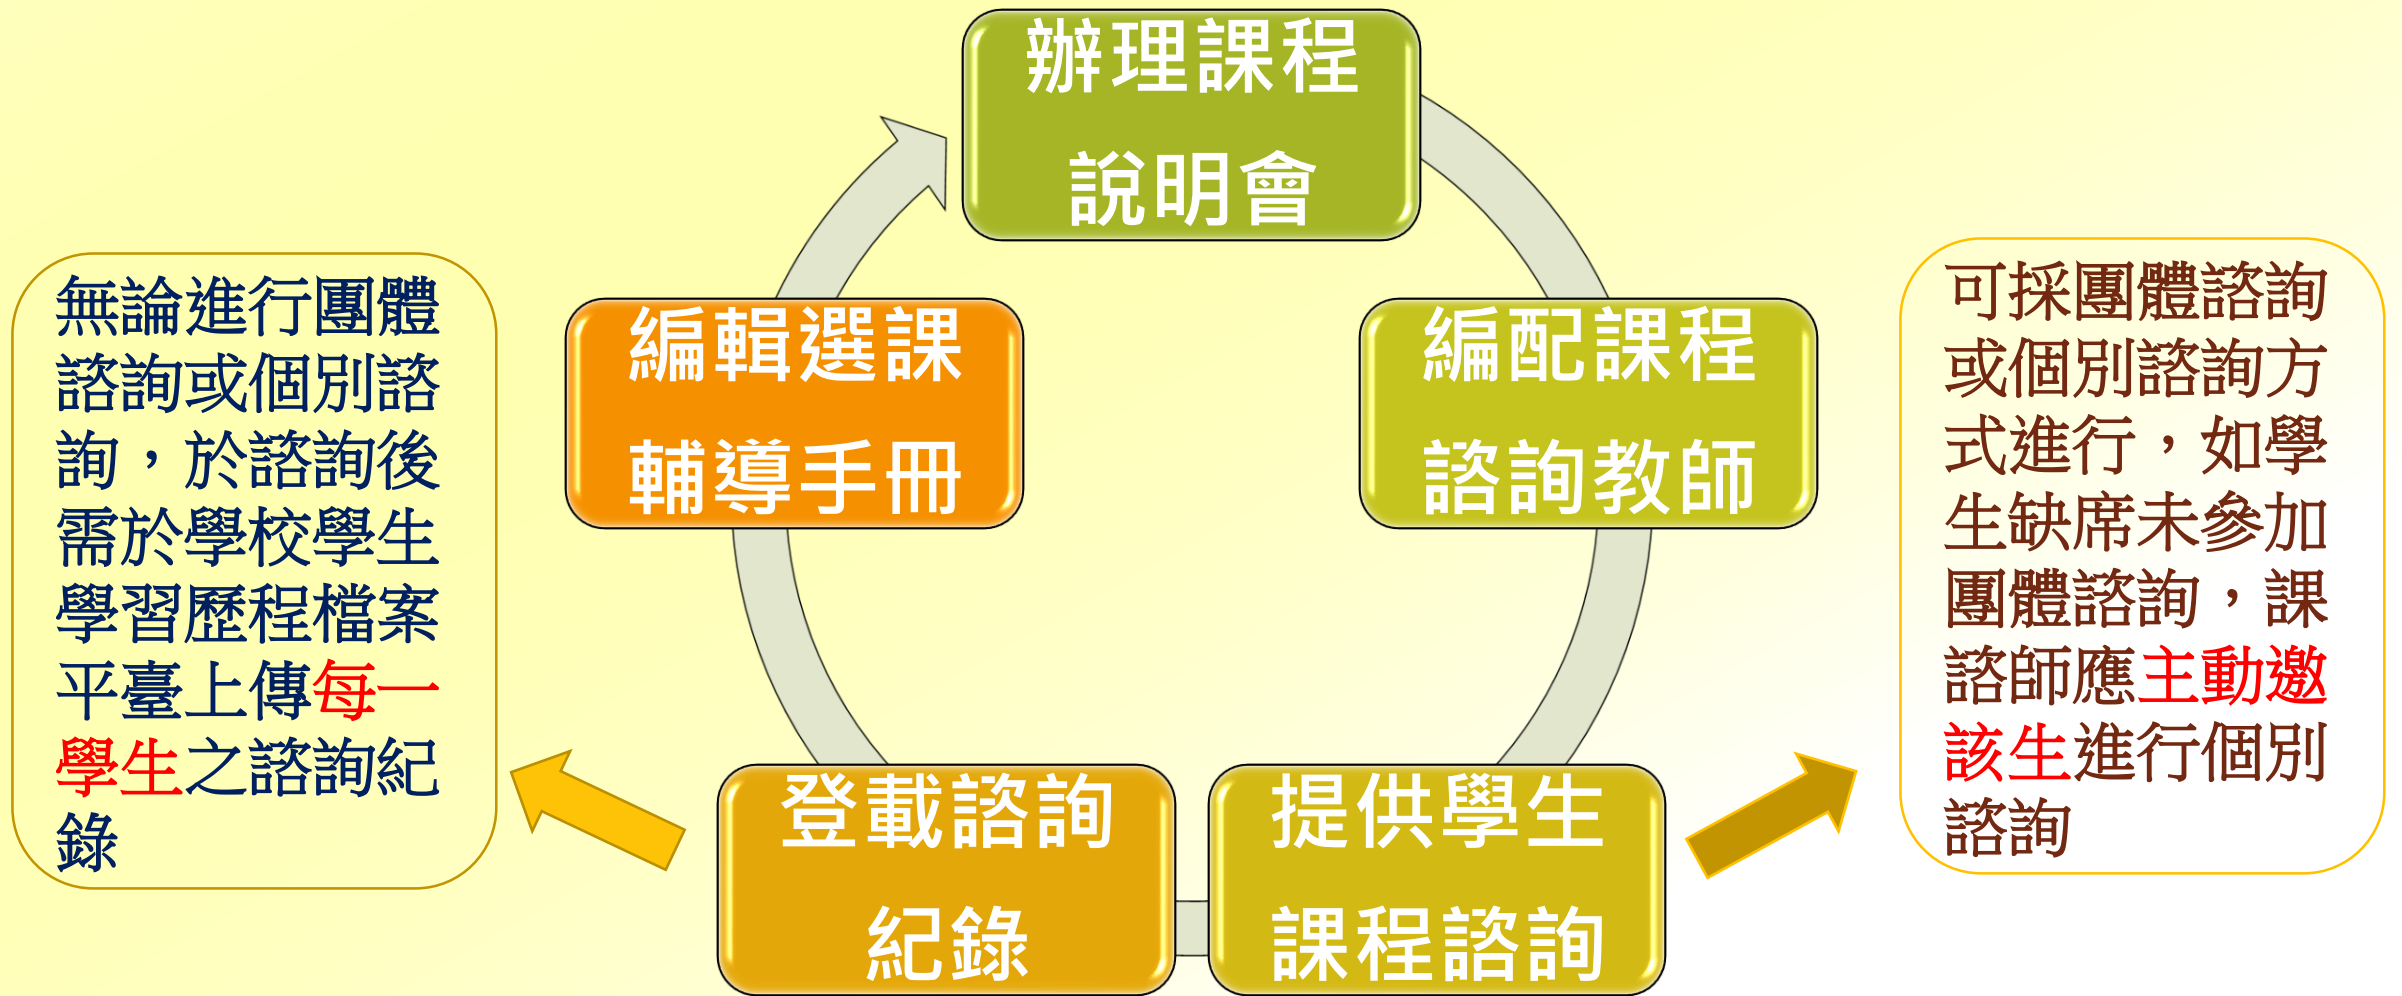 辦理課程
說明會
編配課程
諮詢教師
提供學生
課程諮詢
登載諮詢
紀錄
編輯選課
輔導手冊
無論進行團體
諮詢或個別諮
詢，於諮詢後
需於學校學生
學習歷程檔案
平臺上傳每一
學生之諮詢紀
錄
可採團體諮詢
或個別諮詢方
式進行，如學
生缺席未參加
團體諮詢，課
諮師應主動邀
該生進行個別
諮詢